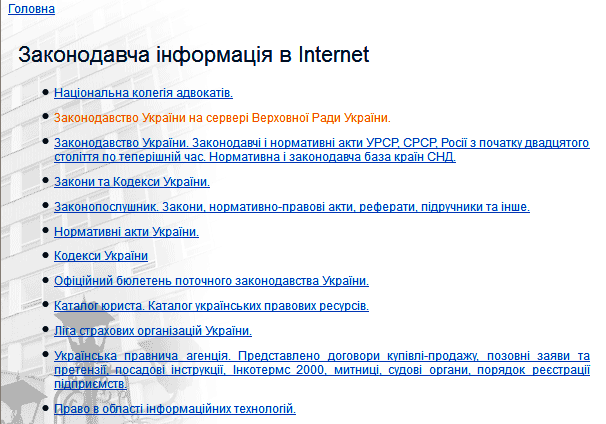 Головна
Законодавча інформація в Internet
Національна колегія адвокатів.
Законодавство України на сервері Верховної Ради України.
Законодавство України. Законодавчі і нормативні акти УРСР, СРСР, Росії з початку двадцятого
століття по теперішній час. Нормативна і законодавча база країн СНД.
Закони та Кодекси України.
Законопослушник. Закони, нормативно-правові акти, реферати, підручники та інше.
Нормативні акти України.
Кодекси України
Офіційний бюлетень поточного законодавства України.
Каталог юриста. Каталог українських правових ресурсів.
Ліга страхових організацій України.
Українська правнича агенція. Представлено договори купівлі-продажу, позовні заяви та
претензії, посадові інструкції, Інкотермс 2000, митниці, судові органи, порядок реєстрації
підприємств.
Право в області інформаційних технологій.